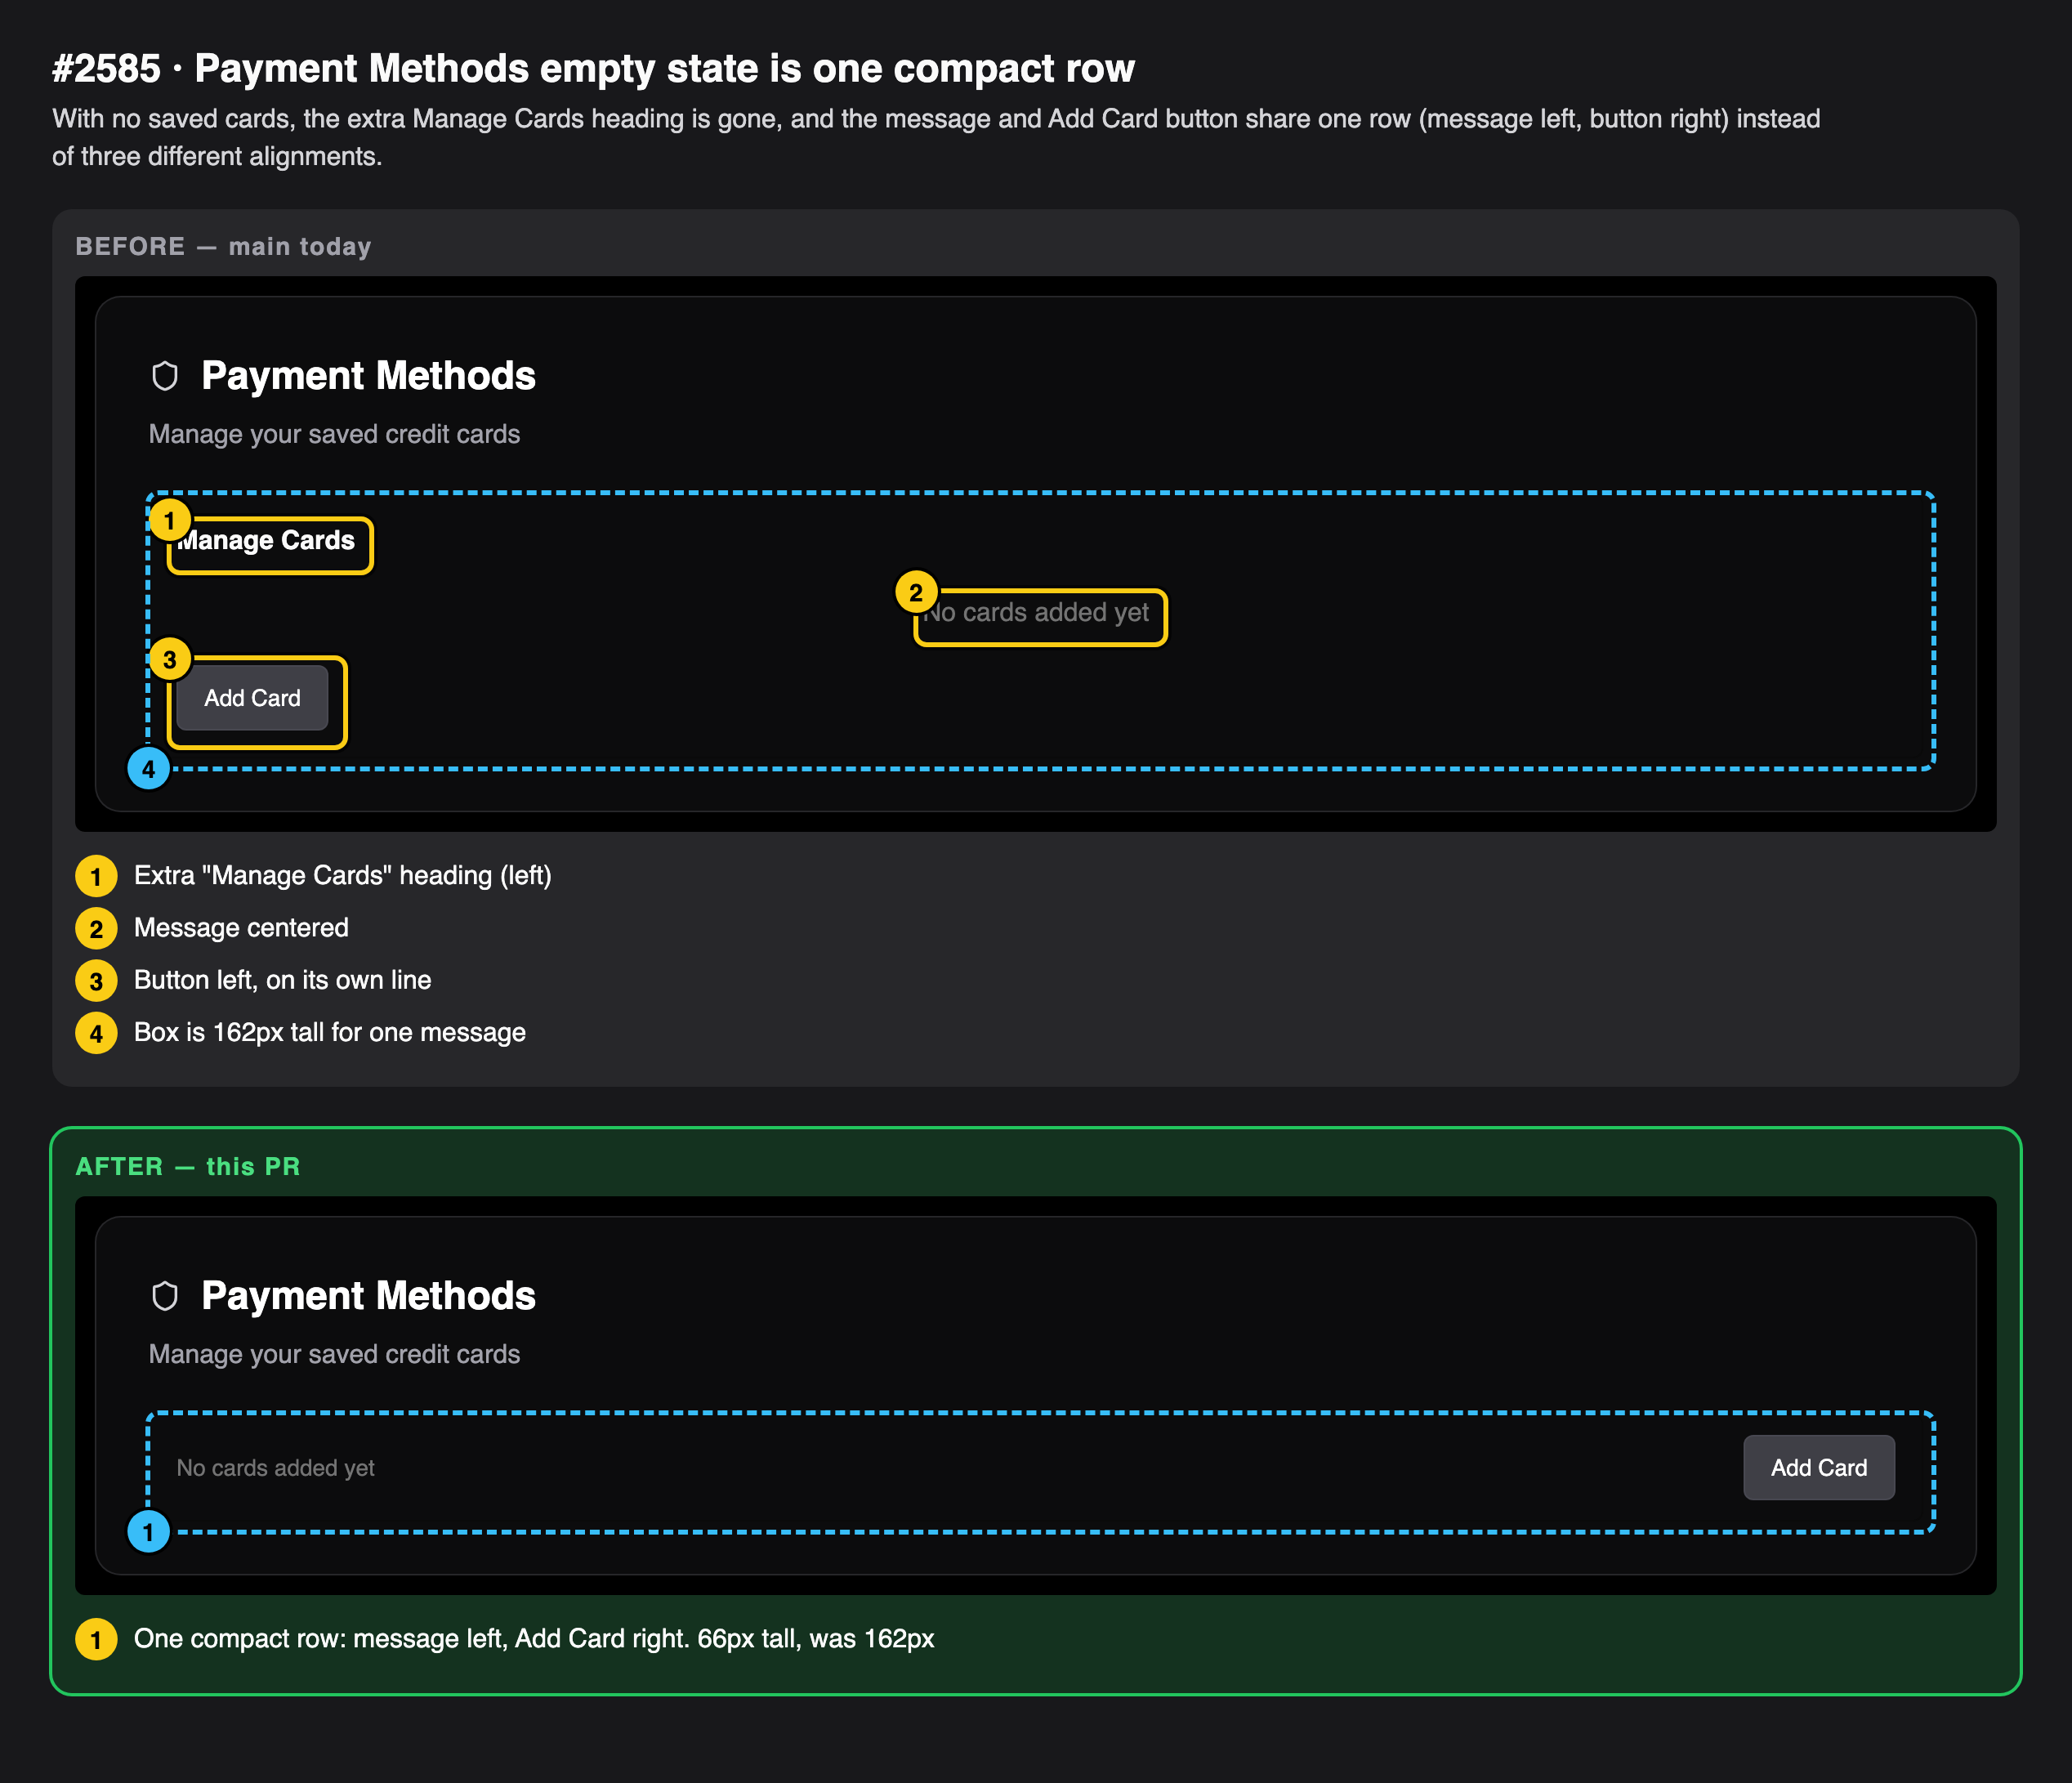 #2585 · Payment Methods empty state is one compact row
With no saved cards, the extra Manage Cards heading is gone, and the message and Add Card button share one row (message left, button right) instead
of three different alignments.
BEFORE — main today
Payment Methods
Manage your saved credit cards
1
Manage Cards
2
No cards added yet
3
Add Card
4
1 Extra "Manage Cards" heading (left)
2 Message centered
3 Button left, on its own line
4 Box is 162px tall for one message
AFTER — this PR
Payment Methods
Manage your saved credit cards
No cards added yet
Add Card
1
1 One compact row: message left, Add Card right. 66px tall, was 162px